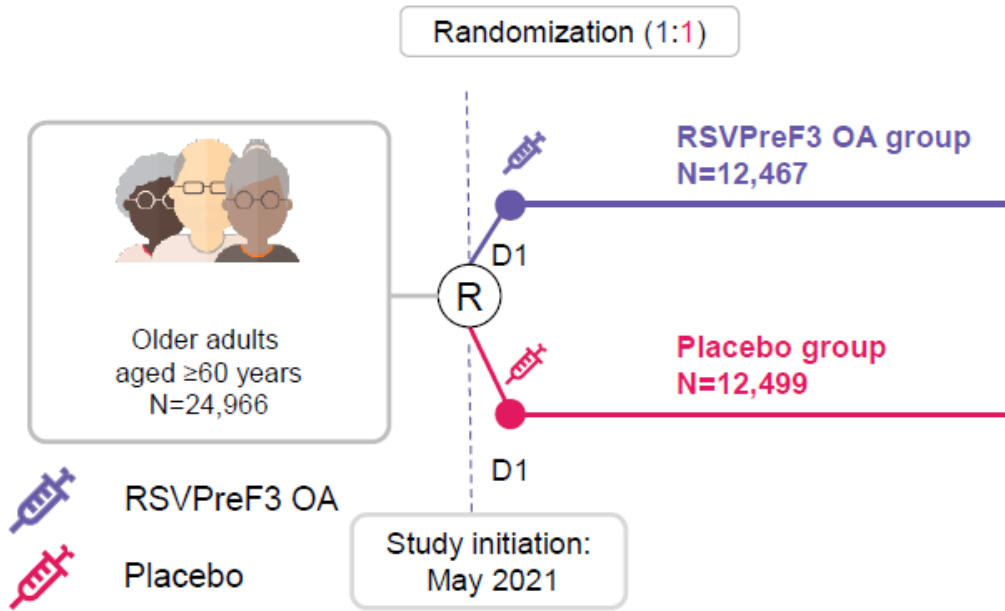 Randomization (1:1)
RSVPreF3 OA group
N=12,467
D1
R
Older adults
aged ≥60 years
N=24,966
Placebo group
N=12,499
D1
RSVPreF3 OA
Placebo
Study initiation:
May 2021